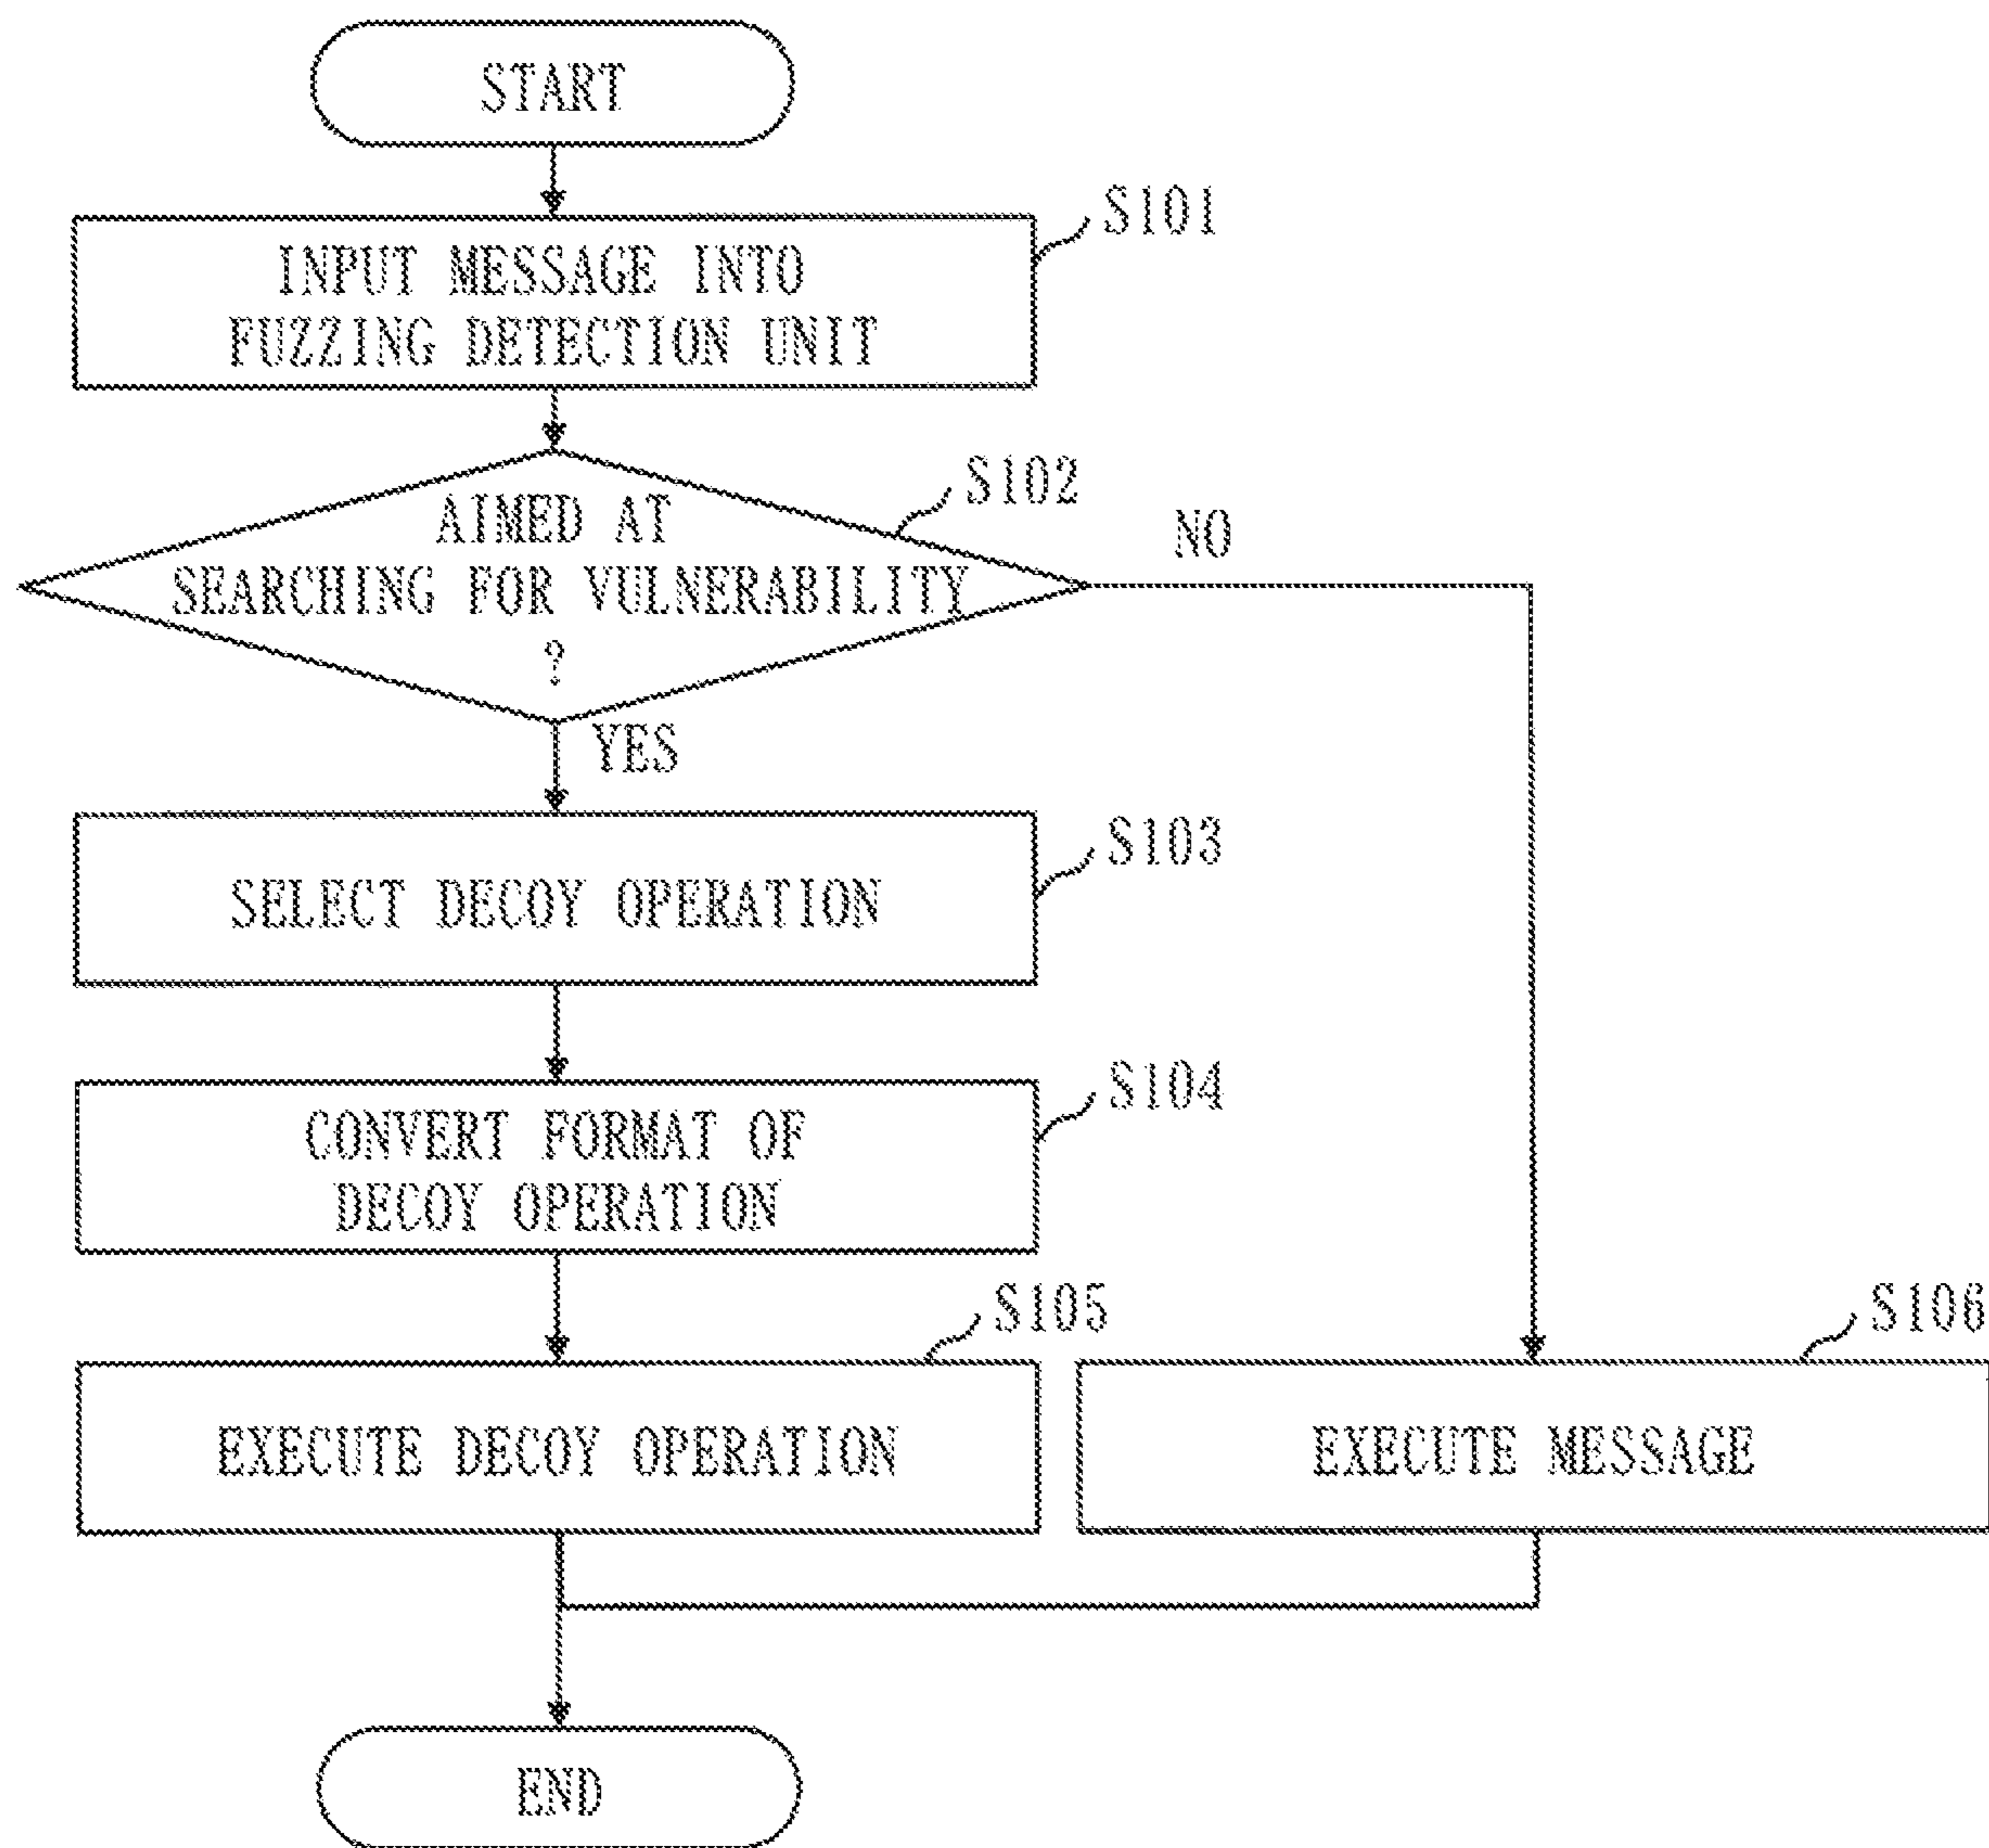 START
S101
INPUT MESSAGE INTO
FUZZING DETECTION UNIT
S102
AIMED AT
NO
SEARCHING FOR VULNERABILITY
?
YES
S103
SELECT DECOY OPERATION
S104
CONVERT FORMAT OF
DECOY OPERATION
S105
S106
EXECUTE DECOY OPERATION
EXECUTE MESSAGE
END